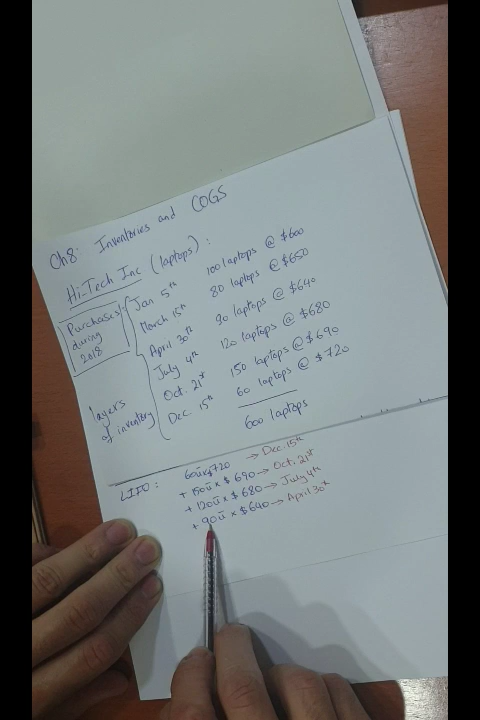 Ch8: Inventories and COGS
Hi-Tech Inc (laptops) :
Purchases during 2018
Jan 5th 100 laptops @ $600
March 15th 80 laptops @ $650
April 30th 90 laptops @ $640
July 4th 120 laptops @ $680
Oct. 21st 150 laptops @ $690
Dec. 15th 60 laptops @ $720
layers of inventory
600 laptops
LIFO : 60ū x $720 → Dec. 15th
+ 150ū x $690 → Oct. 21st
+ 120ū x $680 → July 4th
+ 90ū x $640 → April 30th